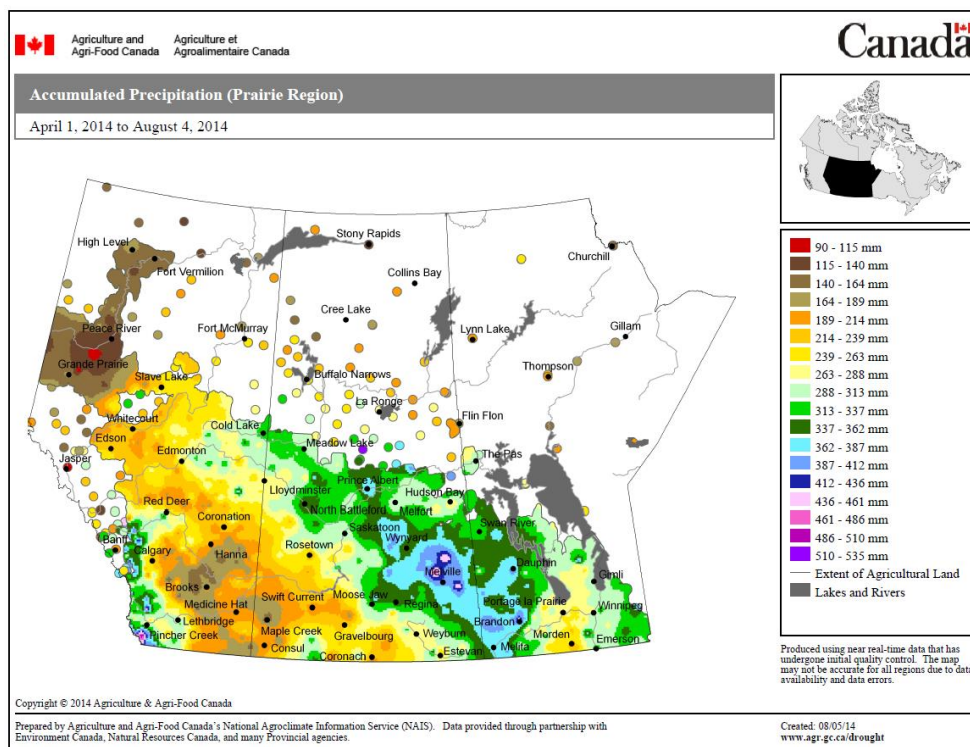 Agriculture and Agriculture et
Agri-Food Canada Agroalimentaire Canada
Canada
Accumulated Precipitation (Prairie Region)
April 1, 2014 to August 4, 2014
Stony Rapids
High Level
Churchill
Fort Vermilion
Collins Bay
Cree Lake
Peace River
Fort McMurray
Lynn Lake
Gillam
Grande Prairie
Buffalo Narrows
Thompson
Slave Lake
La Ronge
Flin Flon
Whitecourt
Cold Lake
Edson
Meadow Lake
Jasper
Edmonton
The Pas
Lloydminster
Prince Albert
Hudson Bay
Red Deer
North Battleford
Melfort
Coronation
Saskatoon
Swan River
Banff
Calgary
Hanna
Rosetown
Wynyard
Dauphin
Brooks
Melville
Gimli
Medicine Hat
Swift Current
Moose Jaw
Regina
Portage la Prairie
Winnipeg
Lethbridge
Maple Creek
Brandon
Pincher Creek
Gravelbourg
Weyburn
Morden
Emerson
Consul
Coronach
Estevan
Melita
90 - 115 mm
115 - 140 mm
140 - 164 mm
164 - 189 mm
189 - 214 mm
214 - 239 mm
239 - 263 mm
263 - 288 mm
288 - 313 mm
313 - 337 mm
337 - 362 mm
362 - 387 mm
387 - 412 mm
412 - 436 mm
436 - 461 mm
461 - 486 mm
486 - 510 mm
510 - 535 mm
Extent of Agricultural Land
Lakes and Rivers
Produced using near real-time data that has
undergone initial quality control. The map
may not be accurate for all regions due to data
availability and data errors.
Copyright © 2014 Agriculture & Agri-Food Canada
Prepared by Agriculture and Agri-Food Canada's National Agroclimate Information Service (NAIS). Data provided through partnership with
Environment Canada, Natural Resources Canada, and many Provincial agencies.
Created: 08/05/14
www.agr.gc.ca/drought